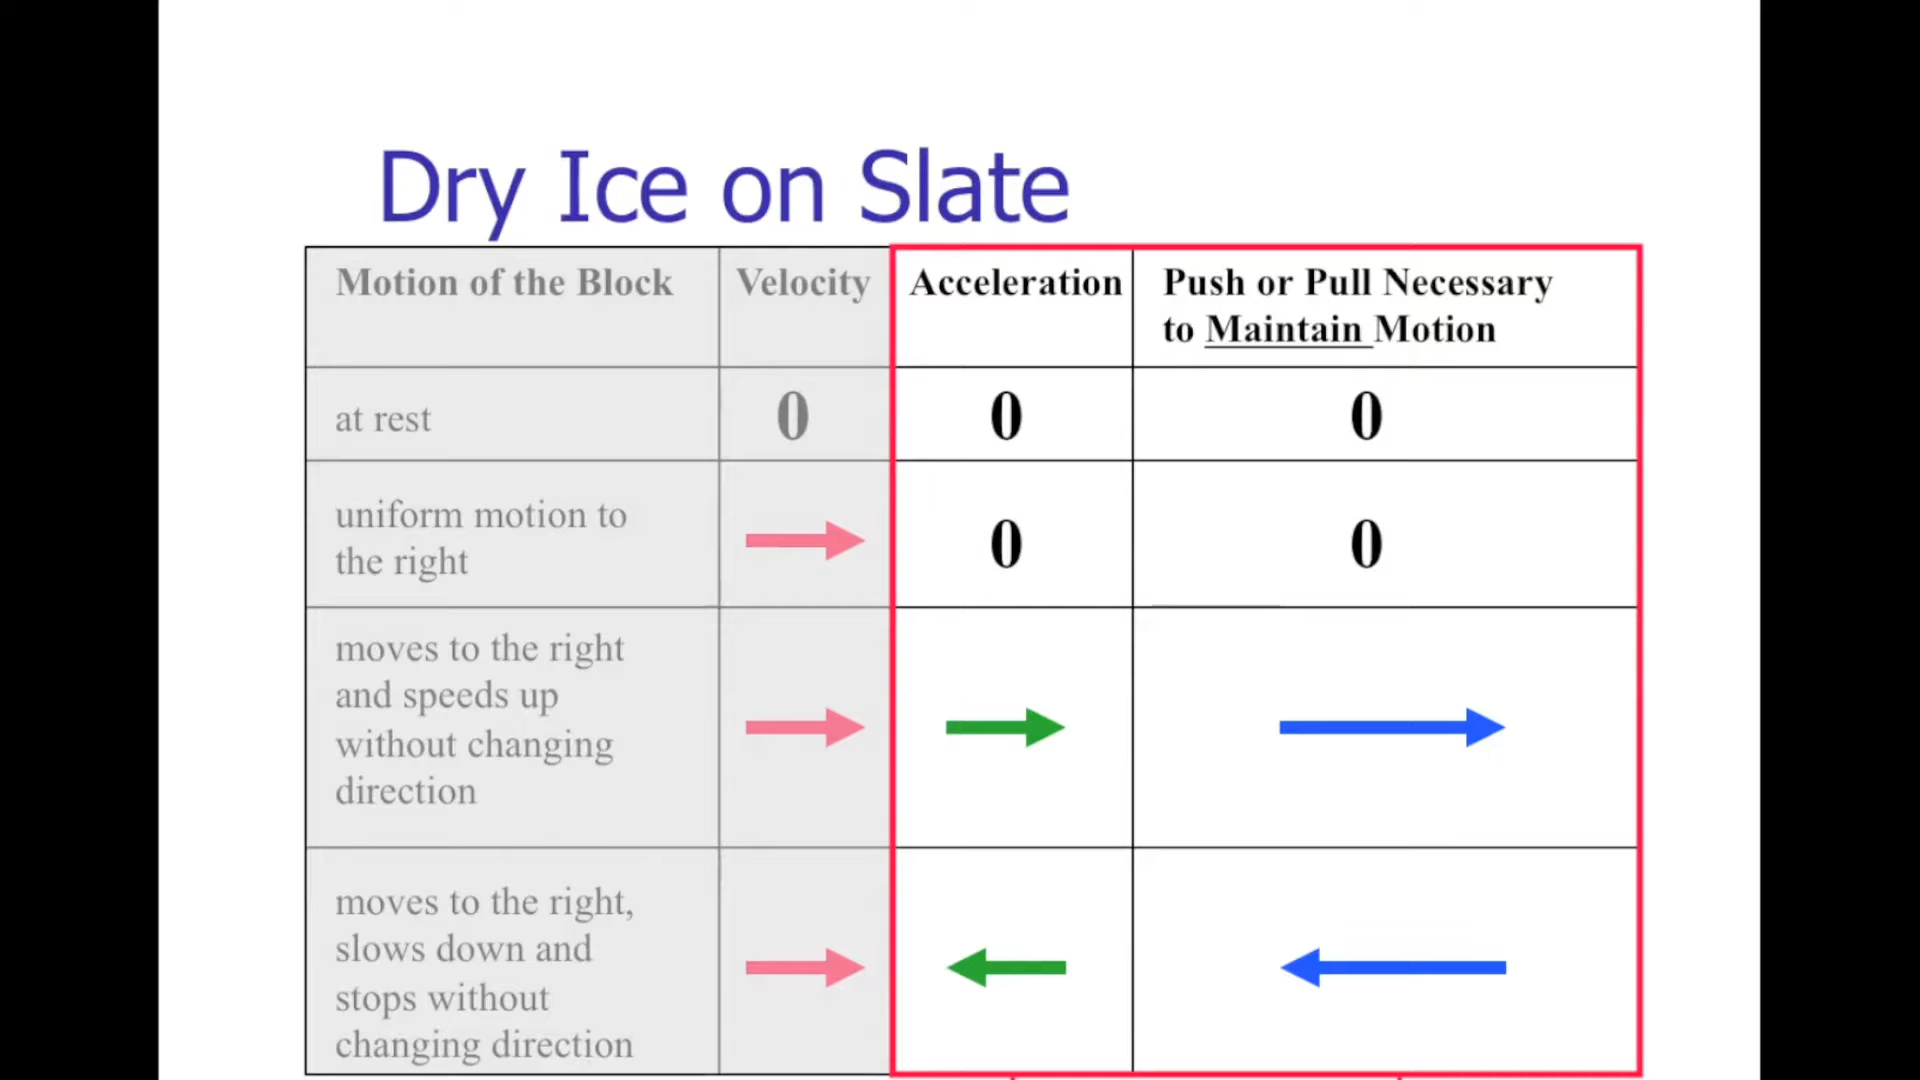 Dry Ice on Slate
Motion of the Block
Velocity
Acceleration
Push or Pull Necessary
to Maintain Motion
at rest
0
0
0
uniform motion to
the right
0
0
moves to the right
and speeds up
without changing
direction
moves to the right,
slows down and
stops without
changing direction